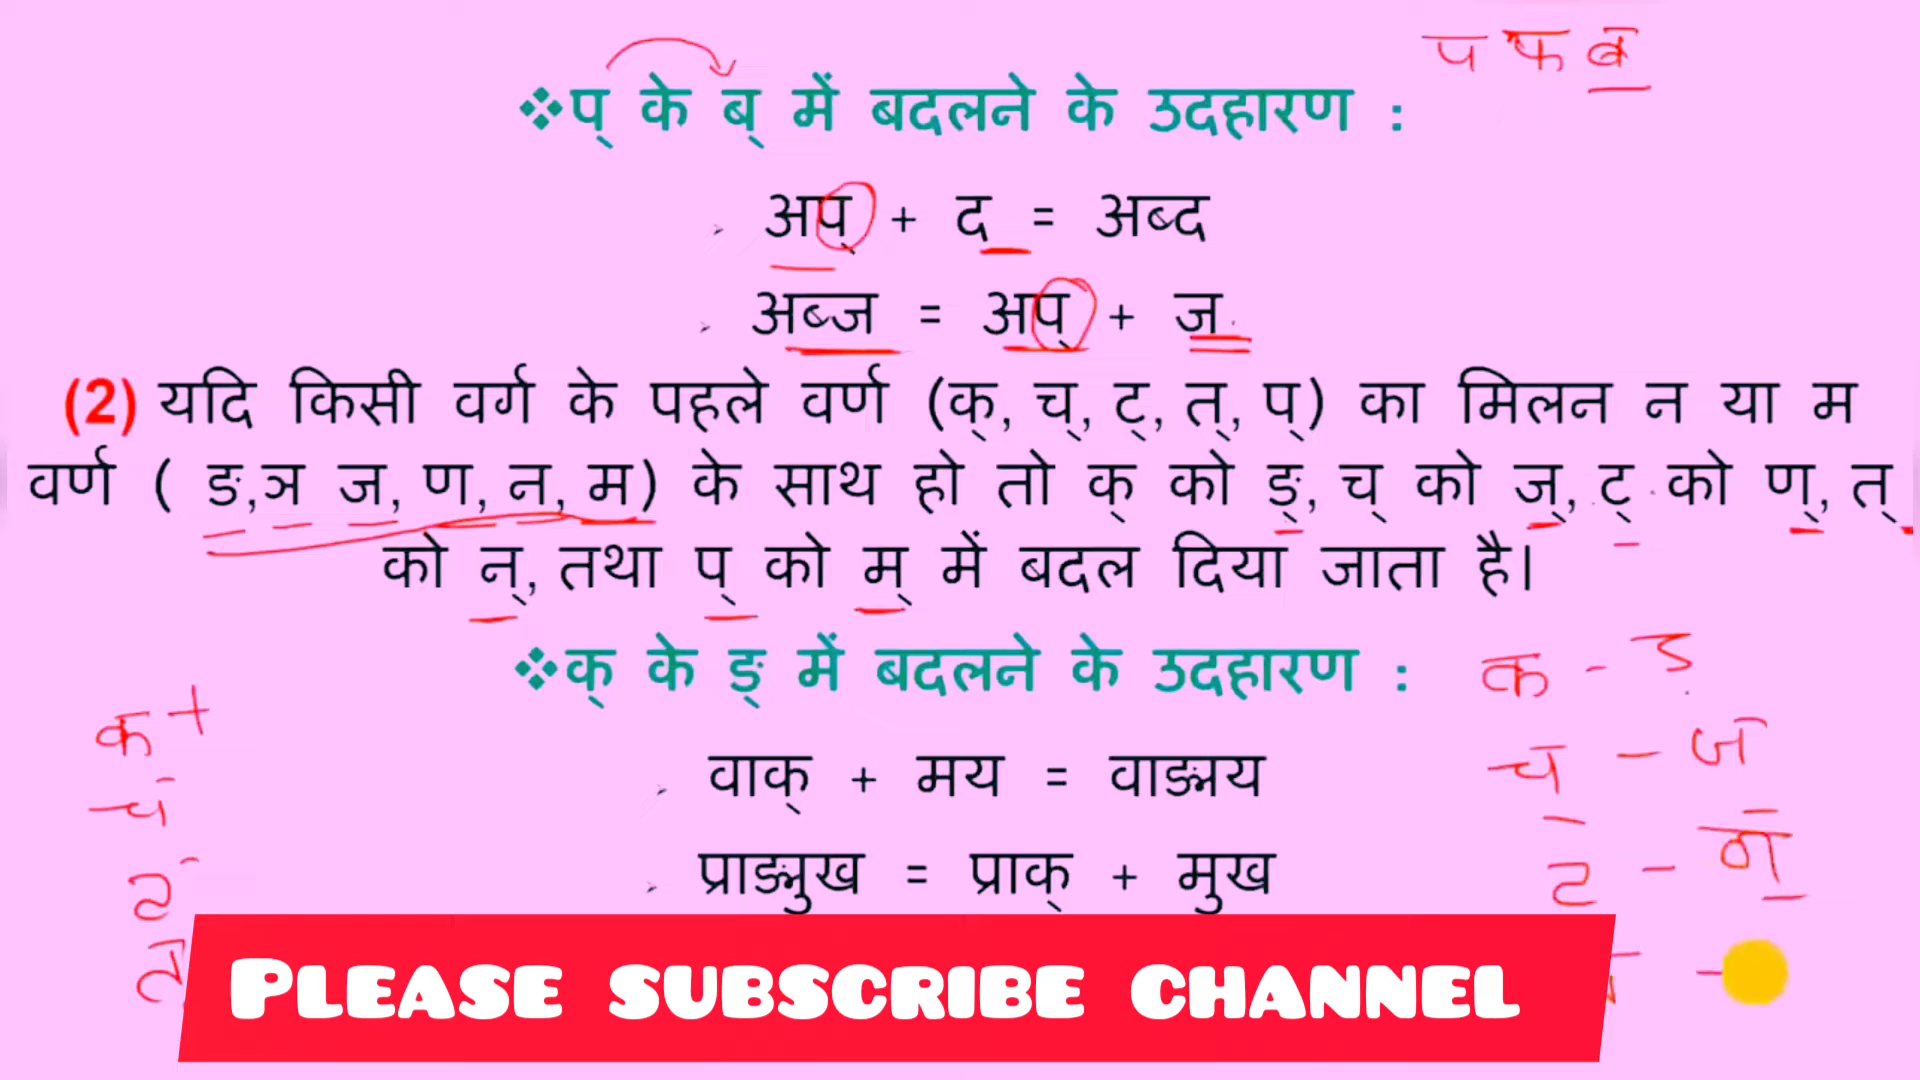 प फ ब
❖प् के ब् में बदलने के उदहारण :
➢ अप् + द = अब्द
➢ अब्ज = अप् + ज
(2) यदि किसी वर्ग के पहले वर्ण (क्, च्, ट्, त्, प्) का मिलन न या म
वर्ण ( ङ,ञ ज, ण, न, म) के साथ हो तो क् को ङ्, च् को ज्, ट् को ण्, त्
को न्, तथा प् को म् में बदल दिया जाता है।
❖क् के ङ् में बदलने के उदहारण :
क - ङ
क +
➢ वाक् + मय = वाङ्मय
च - ज
च
➢ प्राङ्मुख = प्राक् + मुख
ट - ण
ट
PLEASE SUBSCRIBE CHANNEL